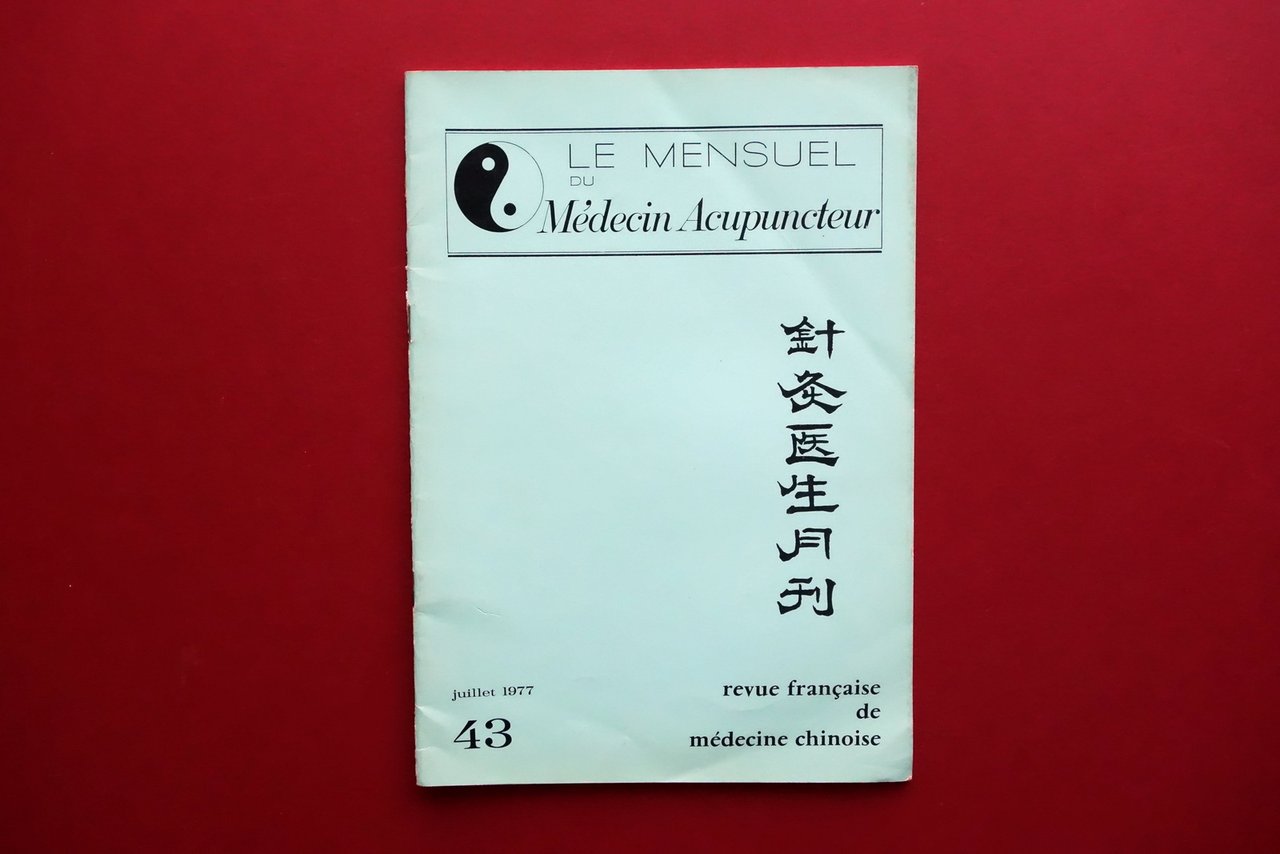 LE MENSUEL
DU
Médecin Acupuncteur
針灸医生月刊
juillet 1977
43
revue française
de
médecine chinoise